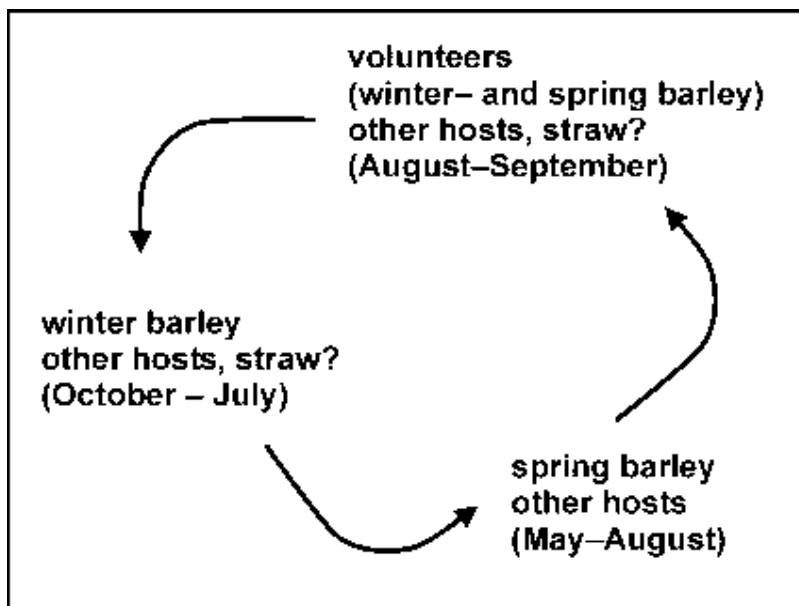 volunteers
(winter– and spring barley)
other hosts, straw?
(August–September)
winter barley
other hosts, straw?
(October – July)
spring barley
other hosts
(May–August)